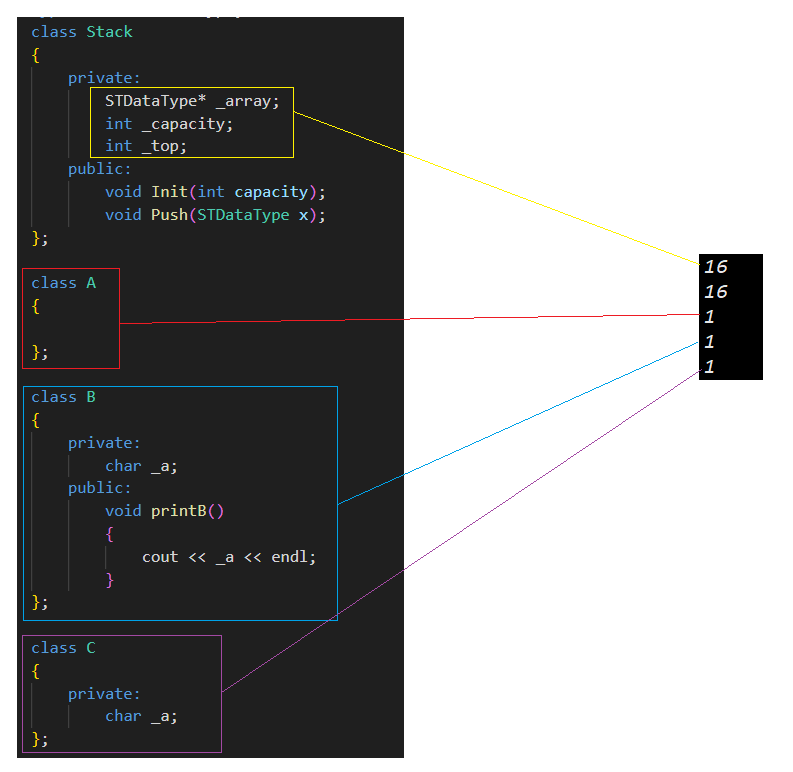 class Stack
{
private:
STDataType* _array;
int _capacity;
int _top;
public:
void Init(int capacity);
void Push(STDataType x);
};
class A
{
};
class B
{
private:
char _a;
public:
void printB()
{
cout << _a << endl;
}
};
class C
{
private:
char _a;
};
16
16
1
1
1